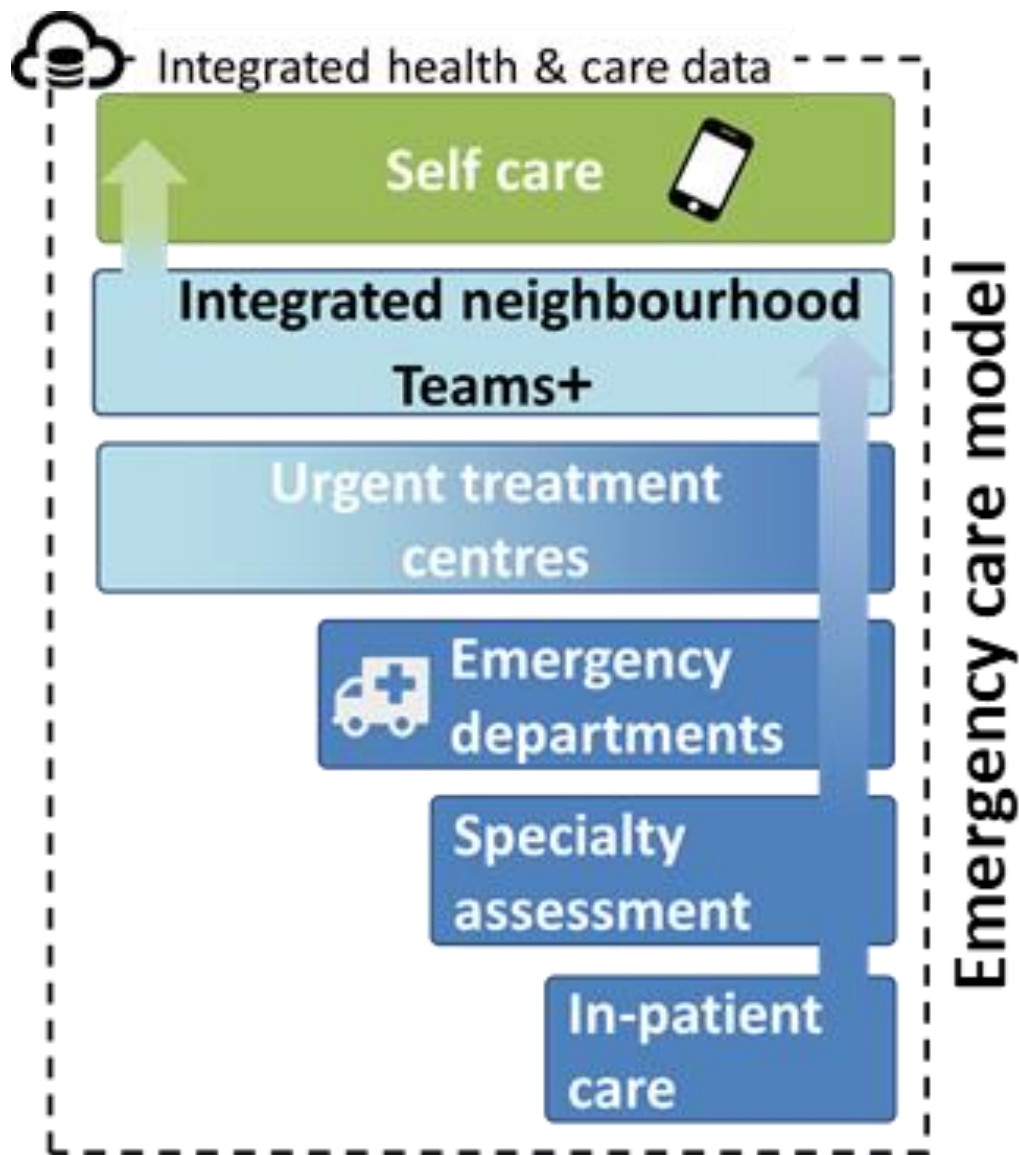 Integrated health & care data
Self care
Integrated neighbourhood
Teams+
Urgent treatment
centres
Emergency
departments
Specialty
assessment
In-patient
care
Emergency care model